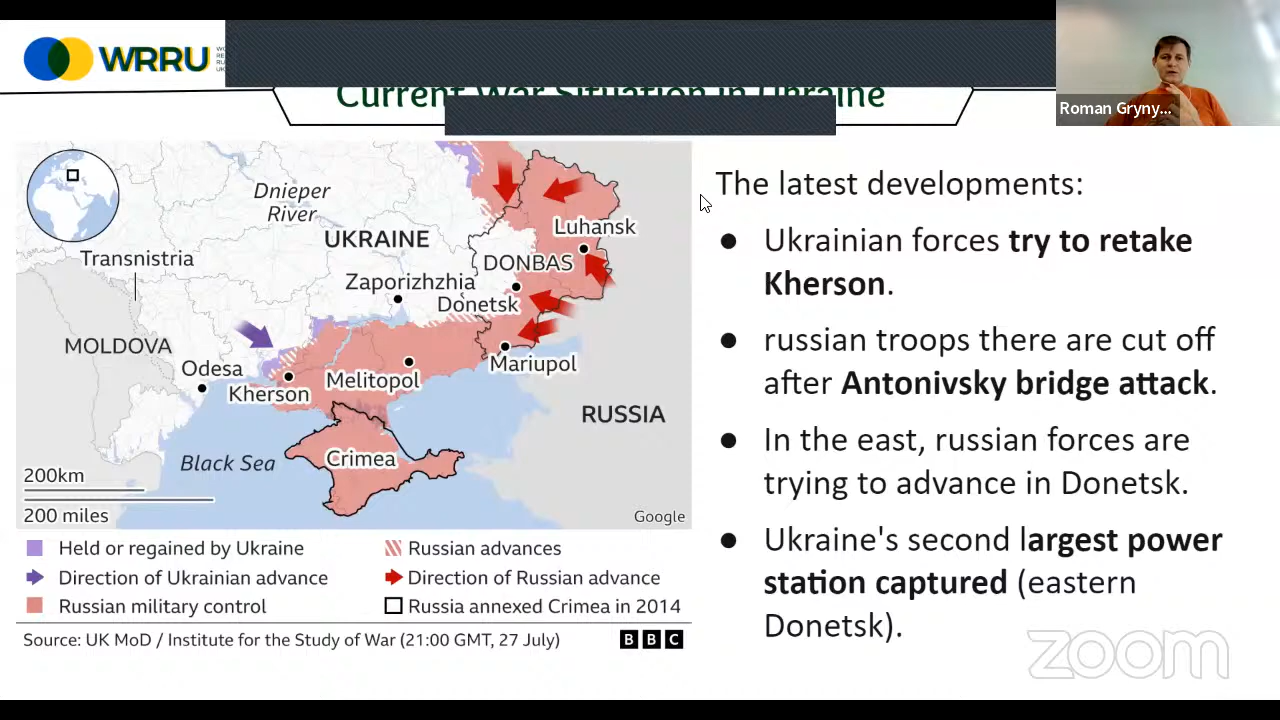 WRRU
Current War Situation in Ukraine
Roman Gryny...
Dnieper
River
UKRAINE
Luhansk
Transnistria
DONBAS
Zaporizhzhia
Donetsk
MOLDOVA
Odesa
Mariupol
Melitopol
Kherson
RUSSIA
Crimea
Black Sea
200km
200 miles
Google
Held or regained by Ukraine
Direction of Ukrainian advance
Russian military control
Russian advances
Direction of Russian advance
Russia annexed Crimea in 2014
Source: UK MoD / Institute for the Study of War (21:00 GMT, 27 July)
BBC
The latest developments:
● Ukrainian forces try to retake
Kherson.
● russian troops there are cut off
after Antonivsky bridge attack.
● In the east, russian forces are
trying to advance in Donetsk.
● Ukraine's second largest power
station captured (eastern
Donetsk).
zoom